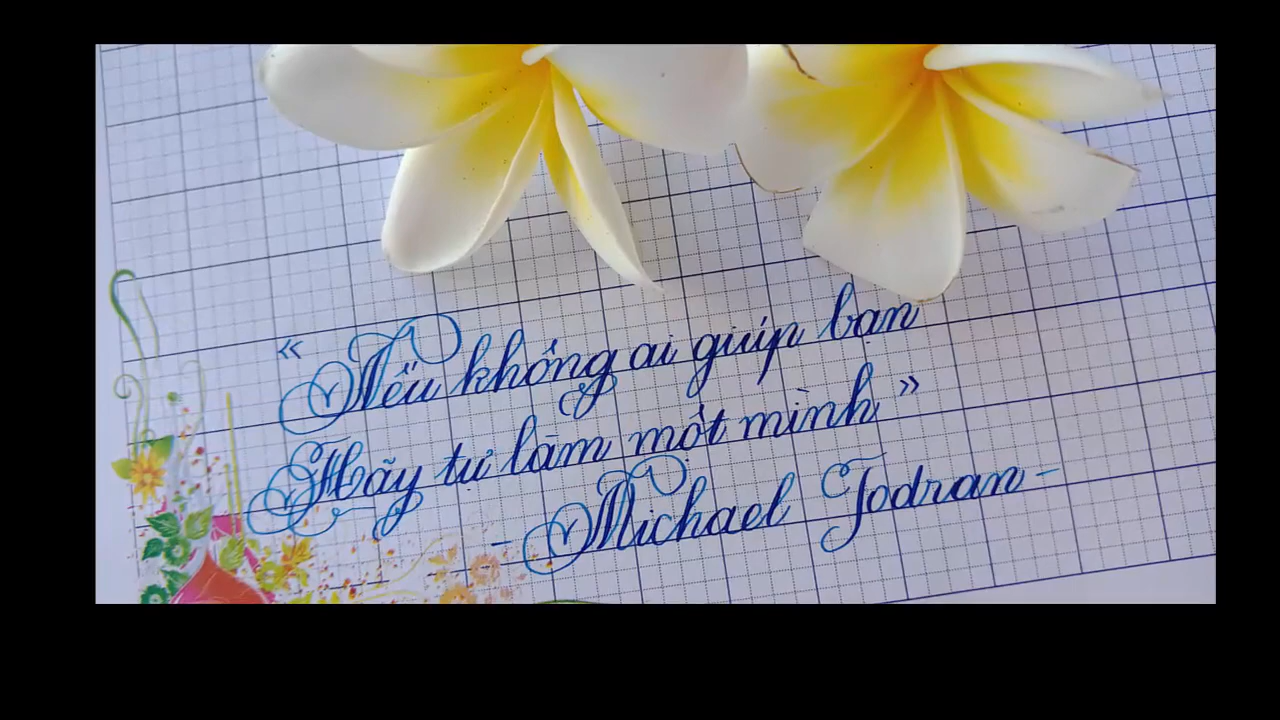 « Nếu không ai giúp bạn
Hãy tự làm một mình »
- Michael Jodran -